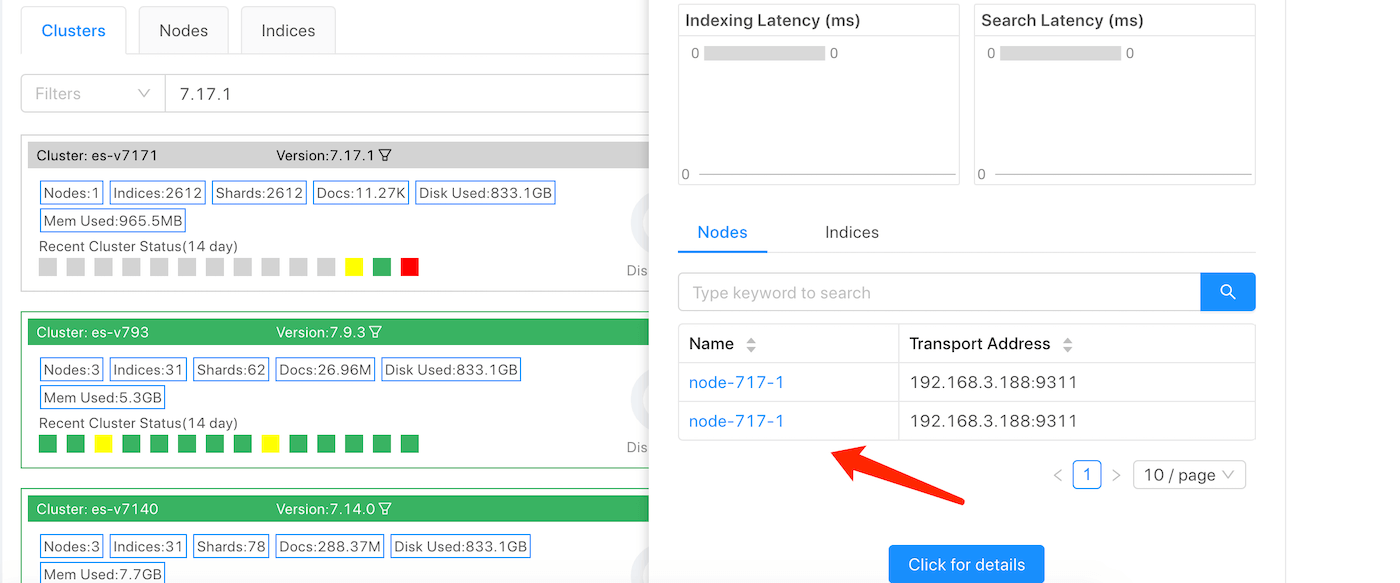 Clusters Nodes Indices
Filters 7.17.1
Cluster: es-v7171 Version:7.17.1
Nodes:1 Indices:2612 Shards:2612 Docs:11.27K Disk Used:833.1GB
Mem Used:965.5MB
Recent Cluster Status(14 day)
Dis
Cluster: es-v793 Version:7.9.3
Nodes:3 Indices:31 Shards:62 Docs:26.96M Disk Used:833.1GB
Mem Used:5.3GB
Recent Cluster Status(14 day)
Dis
Cluster: es-v7140 Version:7.14.0
Nodes:3 Indices:31 Shards:78 Docs:288.37M Disk Used:833.1GB
Mem Used:7.7GB
Indexing Latency (ms)
0 0
0
Search Latency (ms)
0 0
0
Nodes Indices
Type keyword to search
Name Transport Address
node-717-1 192.168.3.188:9311
node-717-1 192.168.3.188:9311
1 10 / page
Click for details